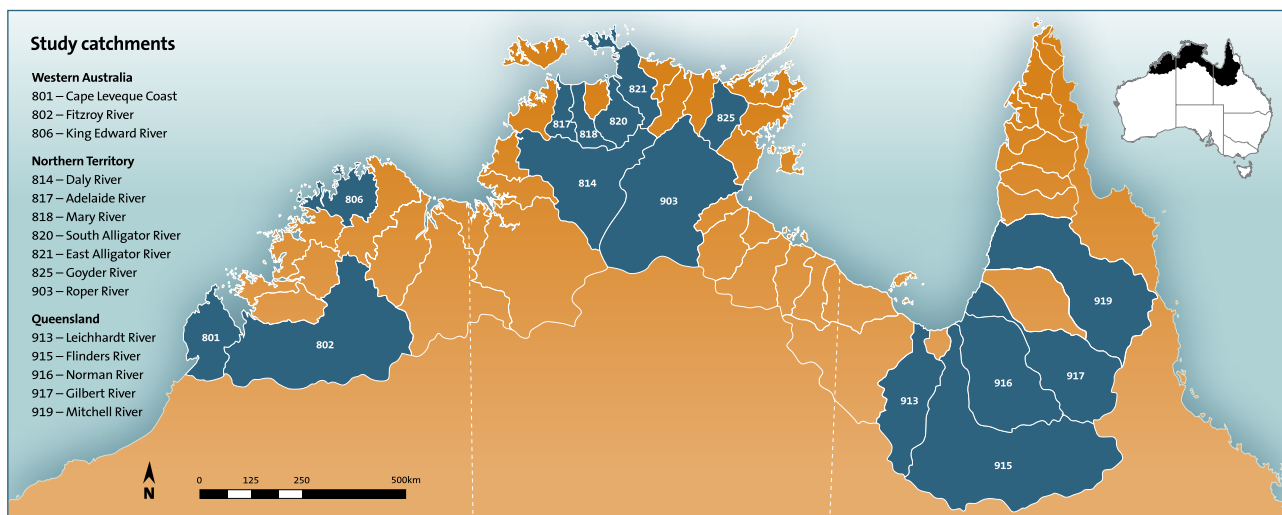 Study catchments
Western Australia
801 – Cape Leveque Coast
802 – Fitzroy River
806 – King Edward River
Northern Territory
814 – Daly River
817 – Adelaide River
818 – Mary River
820 – South Alligator River
821 – East Alligator River
825 – Goyder River
903 – Roper River
Queensland
913 – Leichhardt River
915 – Flinders River
916 – Norman River
917 – Gilbert River
919 – Mitchell River
821
817
818
820
825
814
806
903
919
801
802
916
917
913
915
0 125 250 500km
N